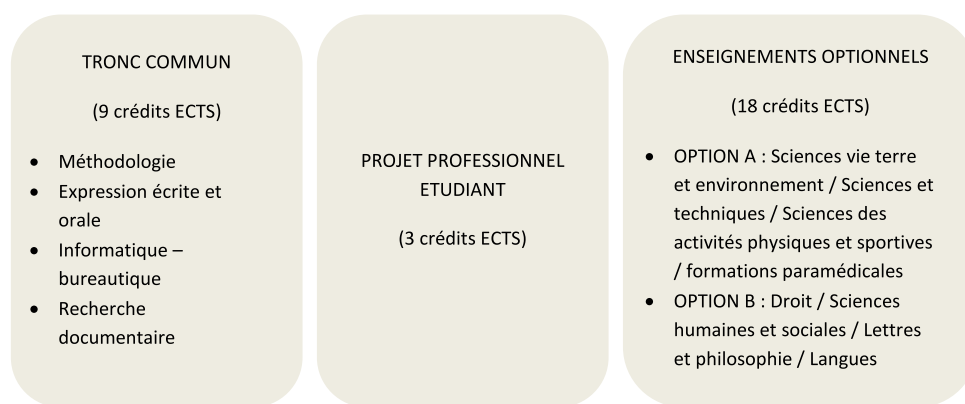 TRONC COMMUN
(9 crédits ECTS)
• Méthodologie
• Expression écrite et
orale
• Informatique –
bureautique
• Recherche
documentaire
PROJET PROFESSIONNEL
ETUDIANT
(3 crédits ECTS)
ENSEIGNEMENTS OPTIONNELS
(18 crédits ECTS)
• OPTION A : Sciences vie terre
et environnement / Sciences et
techniques / Sciences des
activités physiques et sportives
/ formations paramédicales
• OPTION B : Droit / Sciences
humaines et sociales / Lettres
et philosophie / Langues